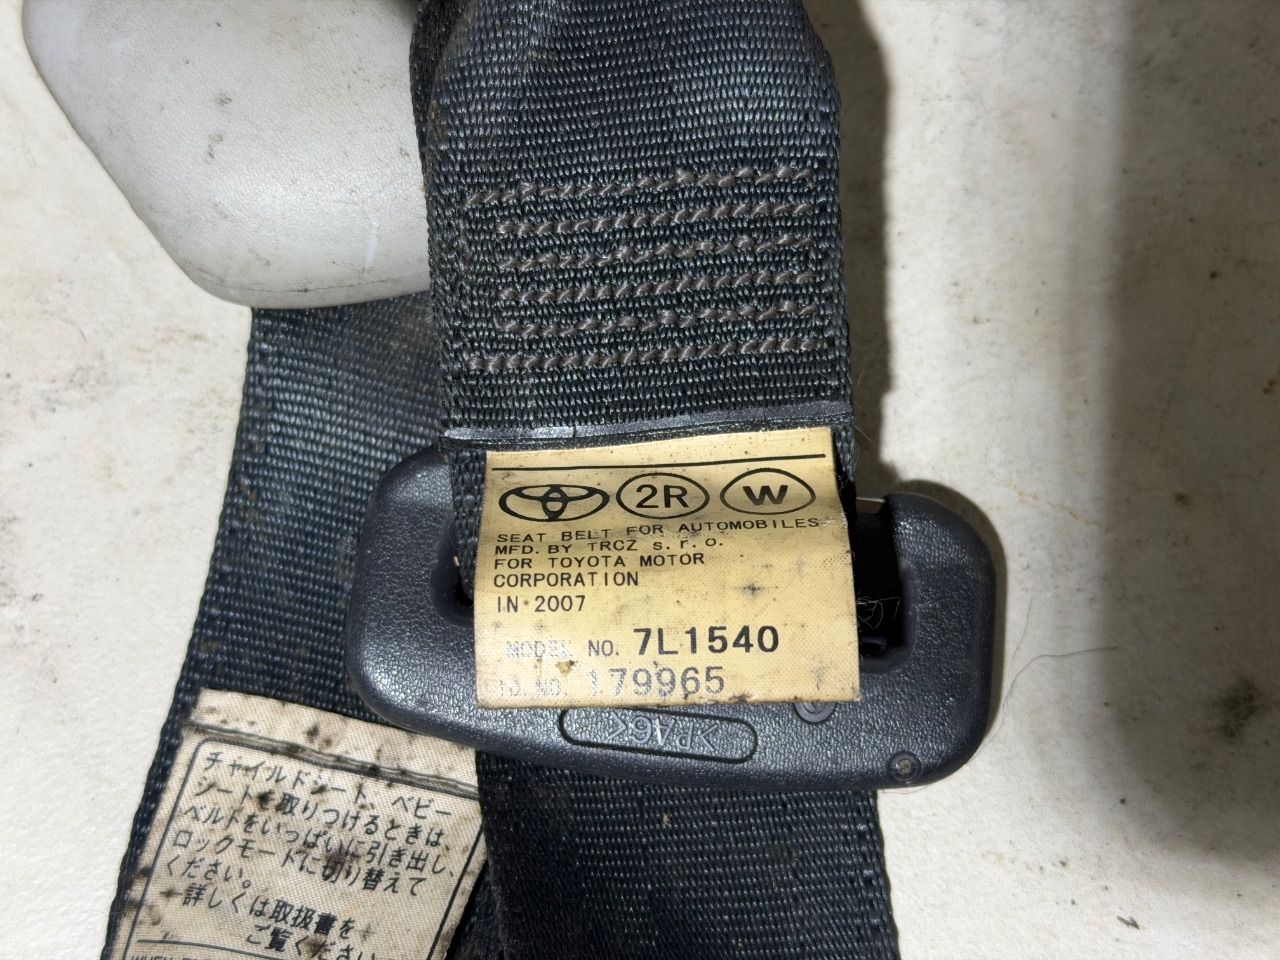 2R W
SEAT BELT FOR AUTOMOBILES
MFD. BY TRCZ s. r. o.
FOR TOYOTA MOTOR
CORPORATION
IN 2007
MODEL NO. 7L1540
ID.NO. 179965
>PA6<
チャイルドシート、ベビー
シートを取りつけるときは、
ベルトをいっぱいに引き出し、
ロックモードに切り替えて
ください。
詳しくは取扱書を
ご覧ください。
WHEN